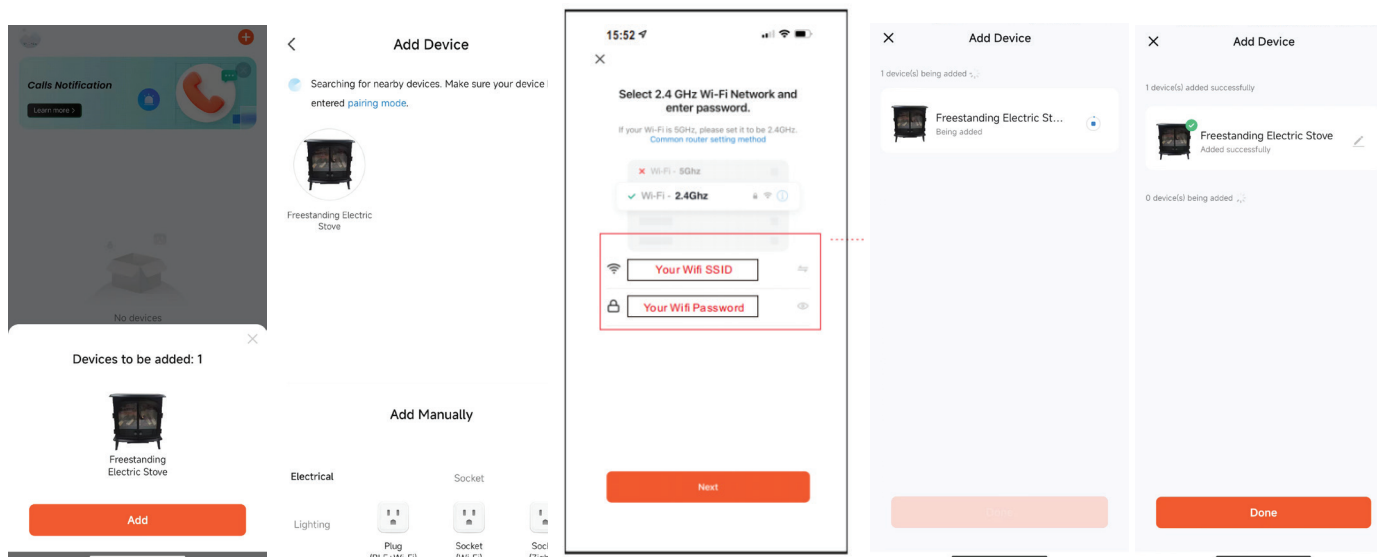 Calls Notification
Learn more >
No devices
Devices to be added: 1
Freestanding
Electric Stove
Add
Add Device
Searching for nearby devices. Make sure your device
entered pairing mode.
Freestanding Electric
Stove
Add Manually
Electrical
Socket
Lighting
Plug
Socket
15:52
Select 2.4 GHz Wi-Fi Network and
enter password.
If your Wi-Fi is 5GHz, please set it to be 2.4GHz.
Common router setting method
Wi-Fi - 5Ghz
Wi-Fi - 2.4Ghz
Your Wifi SSID
Your Wifi Password
Next
Add Device
1 device(s) being added
Freestanding Electric St...
Being added
Add Device
1 device(s) added successfully
Freestanding Electric Stove
Added successfully
0 device(s) being added
Done